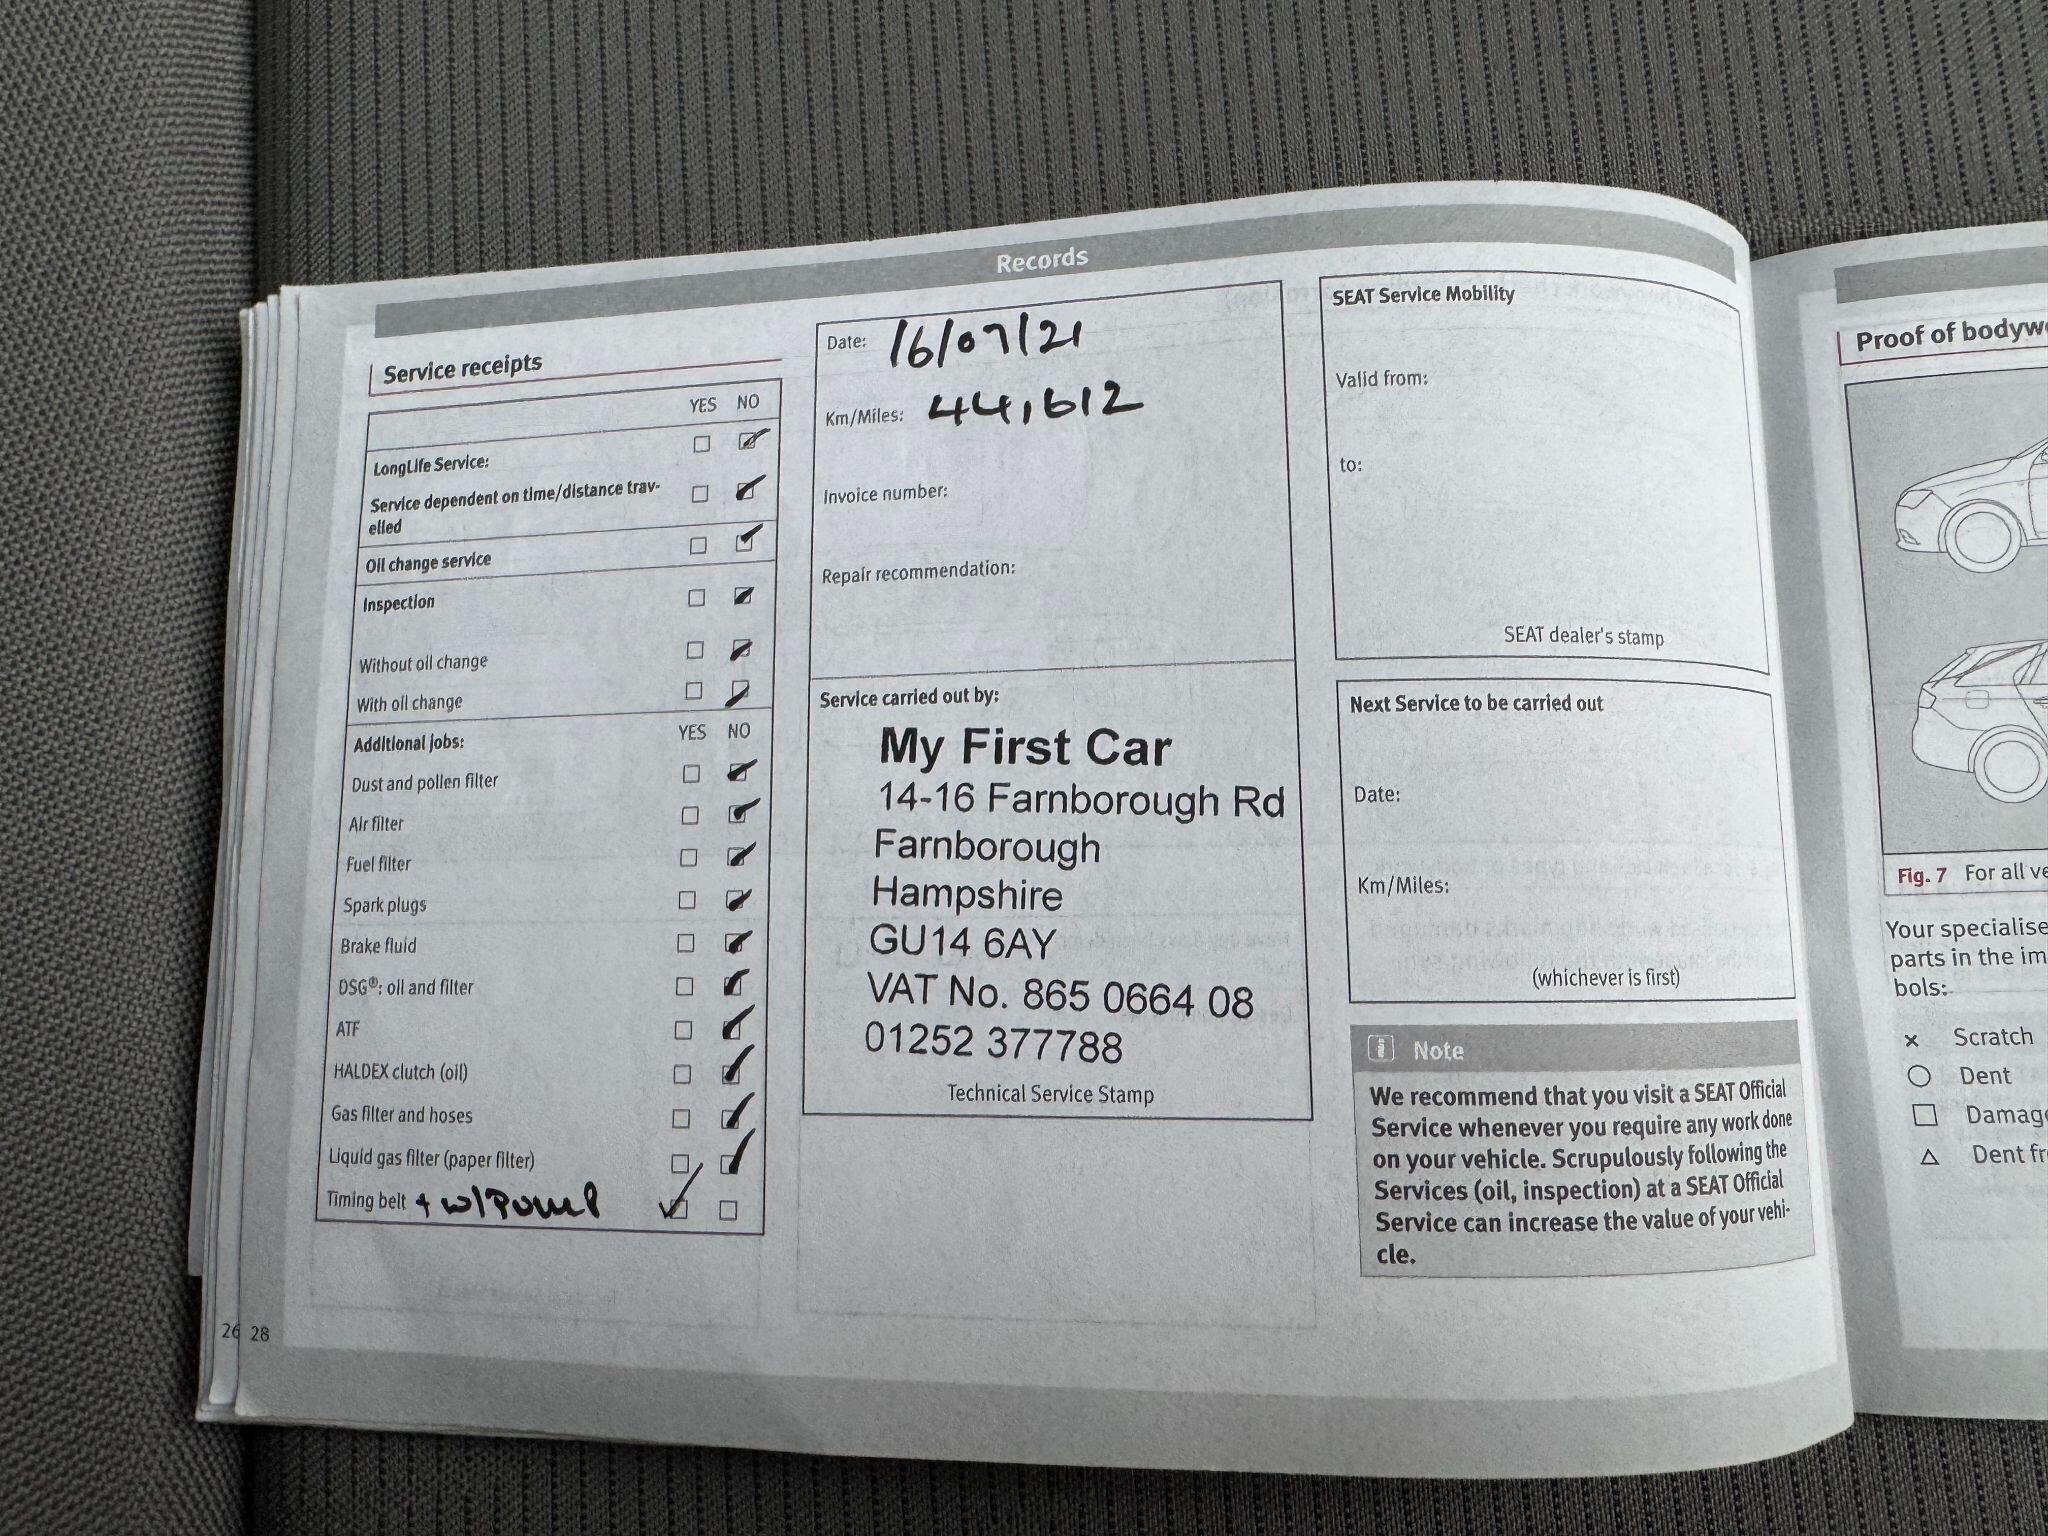 Records
Service receipts
YES NO
LongLife Service:
Service dependent on time/distance trav-
elled
Oil change service
Inspection
Without oil change
With oil change
Additional jobs: YES NO
Dust and pollen filter
Air filter
Fuel filter
Spark plugs
Brake fluid
DSG®: oil and filter
ATF
HALDEX clutch (oil)
Gas filter and hoses
Liquid gas filter (paper filter)
Timing belt + w/Pump
Date: 16/07/21
Km/Miles: 44,612
Invoice number:
Repair recommendation:
Service carried out by:
My First Car
14-16 Farnborough Rd
Farnborough
Hampshire
GU14 6AY
VAT No. 865 0664 08
01252 377788
Technical Service Stamp
SEAT Service Mobility
Valid from:
to:
SEAT dealer's stamp
Next Service to be carried out
Date:
Km/Miles:
(whichever is first)
i Note
We recommend that you visit a SEAT Official
Service whenever you require any work done
on your vehicle. Scrupulously following the
Services (oil, inspection) at a SEAT Official
Service can increase the value of your vehi-
cle.
26 28
Proof of bodyw
Fig. 7 For all ve
Your specialise
parts in the im
bols:
Scratch
Dent
Damage
Dent fr